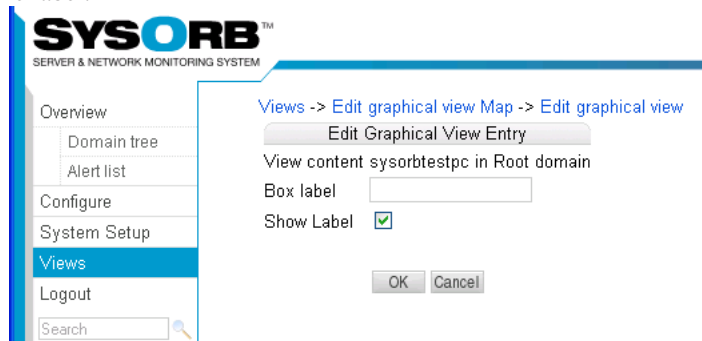 SYSORB™
SERVER & NETWORK MONITORING SYSTEM
Overview
Domain tree
Alert list
Configure
System Setup
Views
Logout
Search
Views -> Edit graphical view Map -> Edit graphical view
Edit Graphical View Entry
View content sysorbtestpc in Root domain
Box label
Show Label
OK Cancel